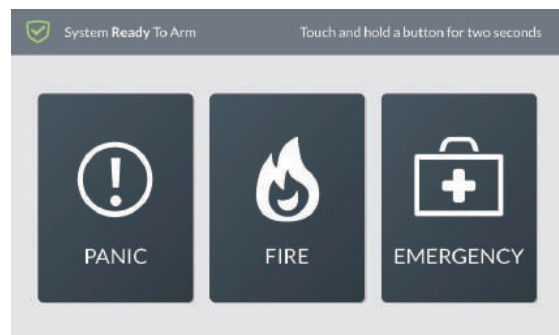 System Ready To Arm
Touch and hold a button for two seconds
PANIC
FIRE
EMERGENCY